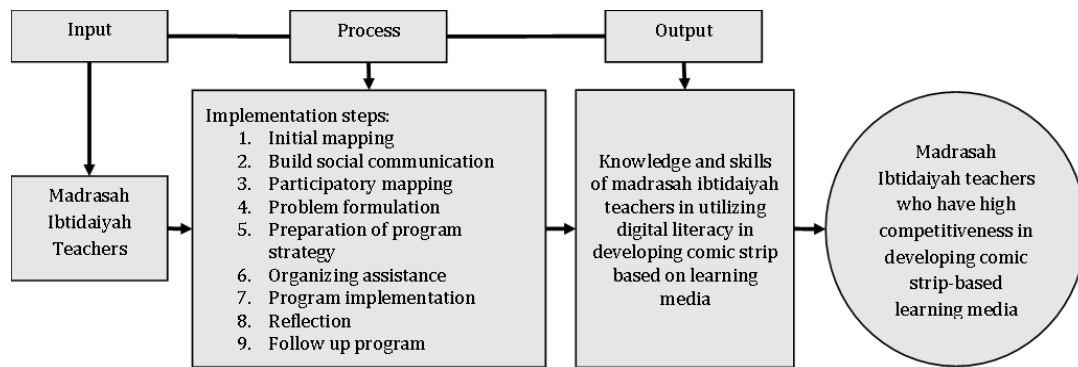 Input
Process
Output
Madrasah
Ibtidaiyah
Teachers
Implementation steps:
1. Initial mapping
2. Build social communication
3. Participatory mapping
4. Problem formulation
5. Preparation of program
strategy
6. Organizing assistance
7. Program implementation
8. Reflection
9. Follow up program
Knowledge and skills
of madrasah ibtidaiyah
teachers in utilizing
digital literacy in
developing comic strip
based on learning
media
Madrasah
Ibtidaiyah teachers
who have high
competitiveness in
developing comic
strip-based
learning media